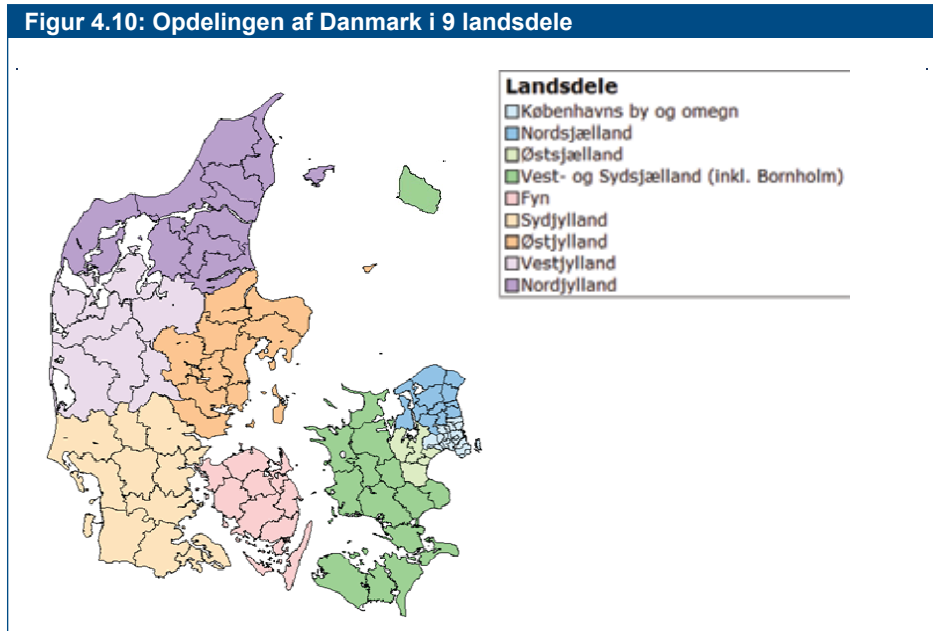 Figur 4.10: Opdelingen af Danmark i 9 landsdele
Landsdele
Københavns by og omegn
Nordsjælland
Østsjælland
Vest- og Sydsjælland (inkl. Bornholm)
Fyn
Sydjylland
Østjylland
Vestjylland
Nordjylland